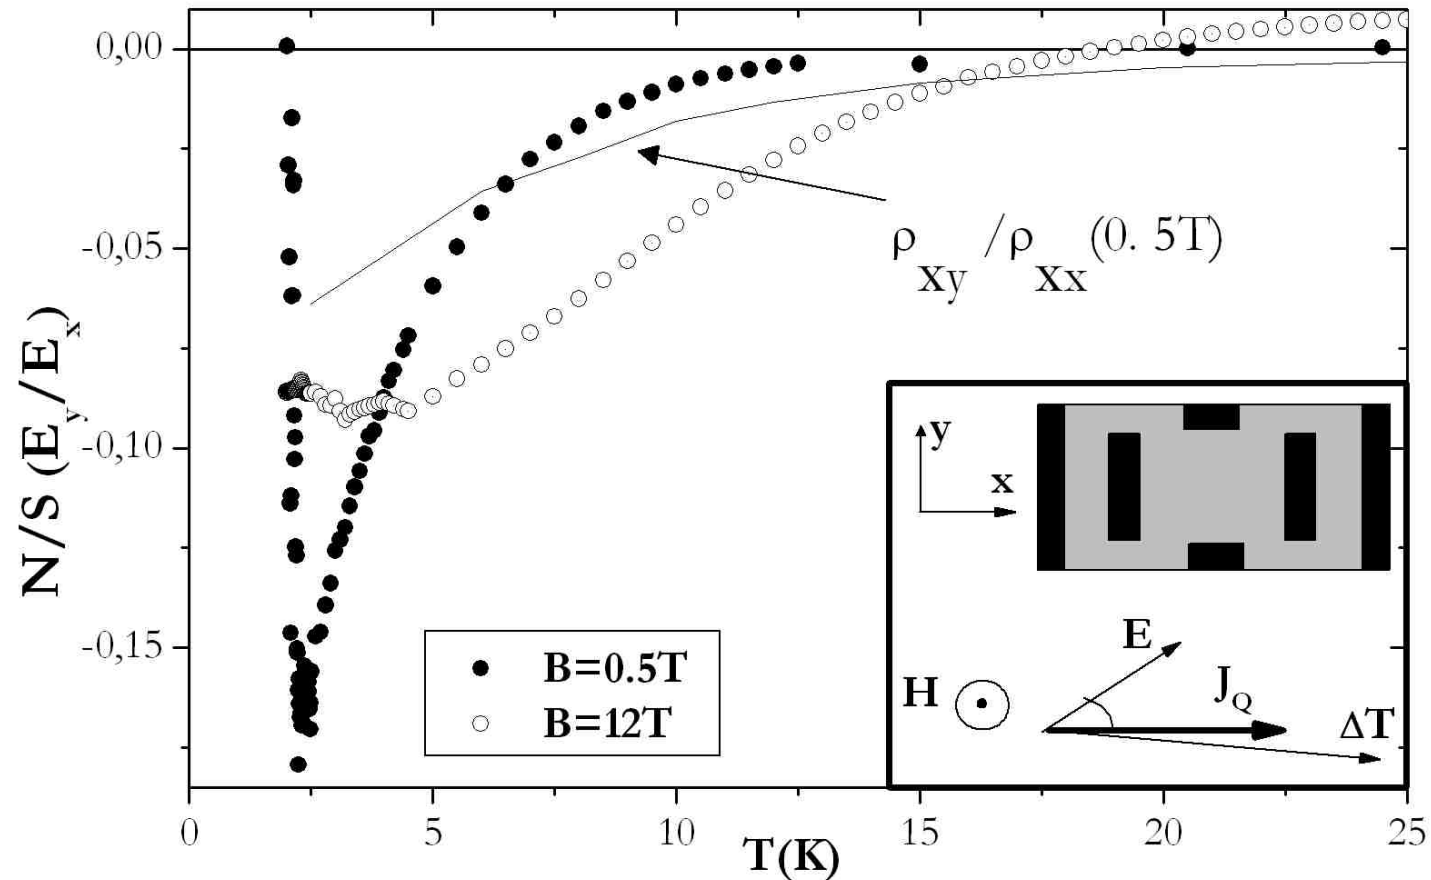 N/S (E_y/E_x)
0,00
-0,05
-0,10
-0,15
0
5
10
15
20
25
T(K)
ρ_xy /ρ_xx (0. 5T)
B=0.5T
B=12T
y
x
E
H
J_Q
ΔT